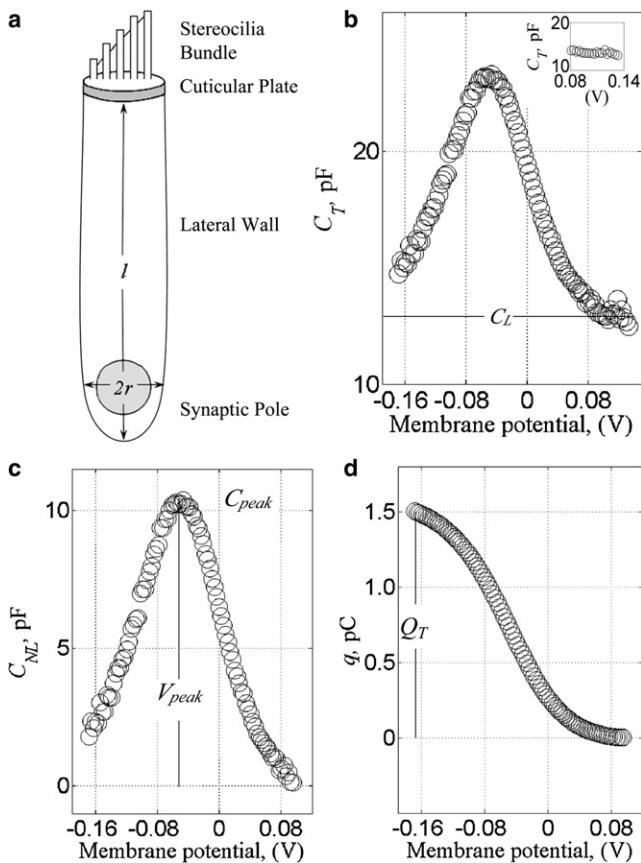 a
Stereocilia
Bundle
Cuticular Plate
Lateral Wall
l
2r
Synaptic Pole
b
C_T, pF
20
10
C_T, pF
20
10
0.08 0.14
(V)
C_L
-0.16 -0.08 0 0.08
Membrane potential, (V)
c
C_NL, pF
10
5
0
C_peak
V_peak
-0.16 -0.08 0 0.08
Membrane potential, (V)
d
q, pC
1.5
1.0
0.5
0
Q_T
-0.16 -0.08 0 0.08
Membrane potential, (V)